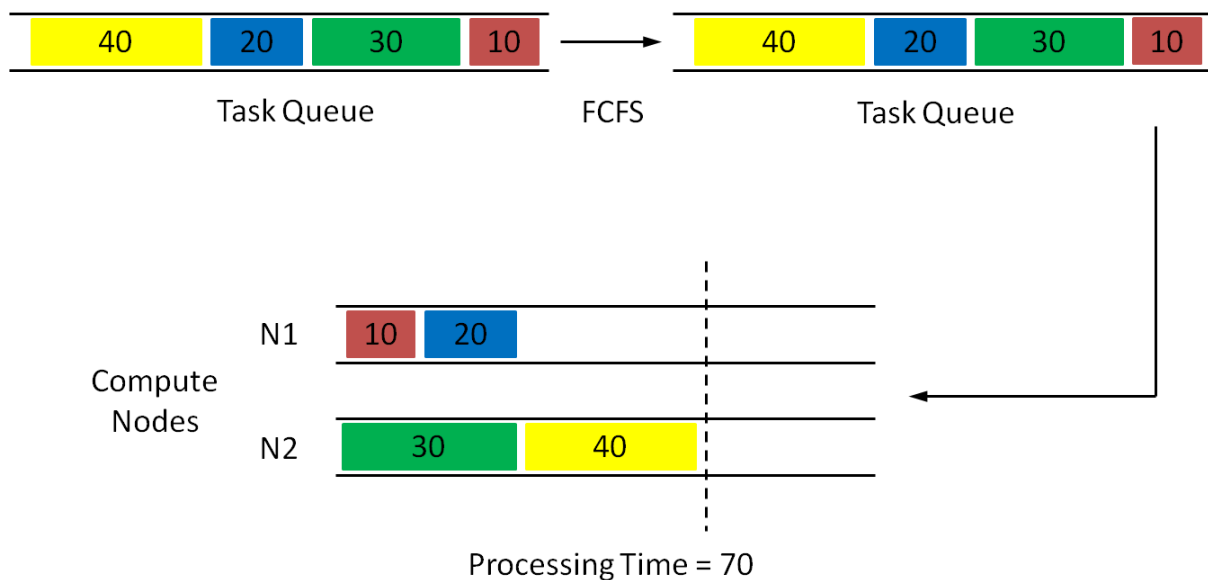 40 20 30 10
40 20 30 10
Task Queue
FCFS
Task Queue
N1
10 20
Compute
Nodes
N2
30 40
Processing Time = 70